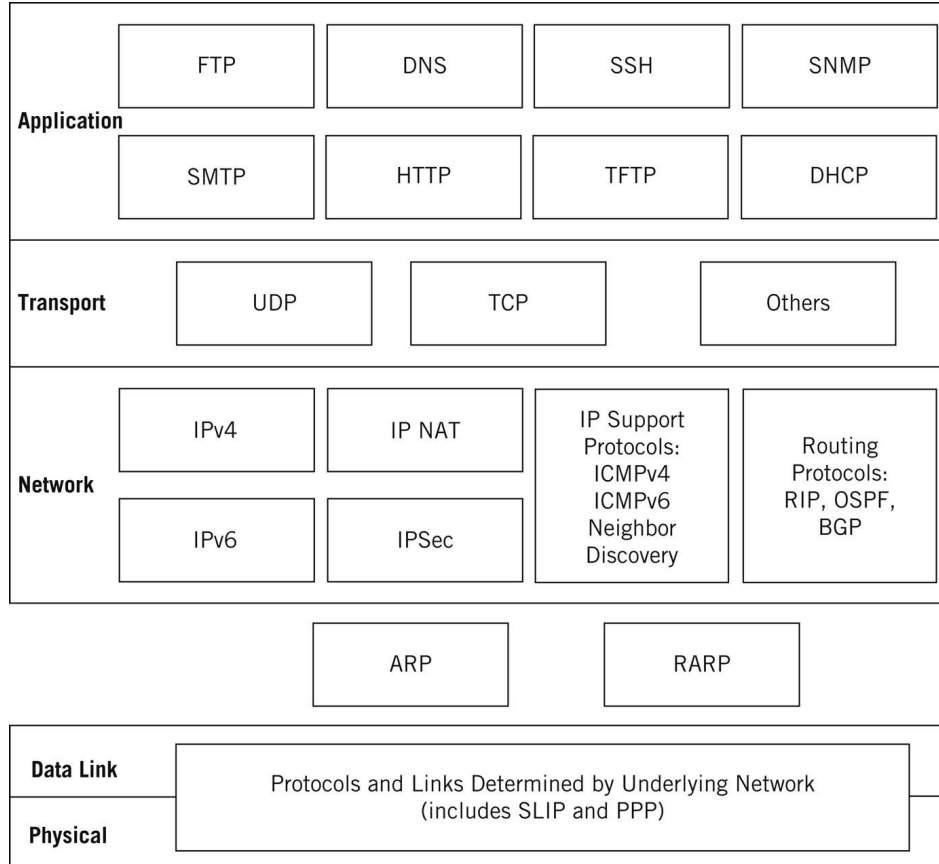 Application
FTP
DNS
SSH
SNMP
SMTP
HTTP
TFTP
DHCP
Transport
UDP
TCP
Others
Network
IPv4
IP NAT
IP Support
Protocols:
ICMPv4
ICMPv6
Neighbor
Discovery
Routing
Protocols:
RIP, OSPF,
BGP
IPv6
IPSec
ARP
RARP
Data Link
Physical
Protocols and Links Determined by Underlying Network
(includes SLIP and PPP)